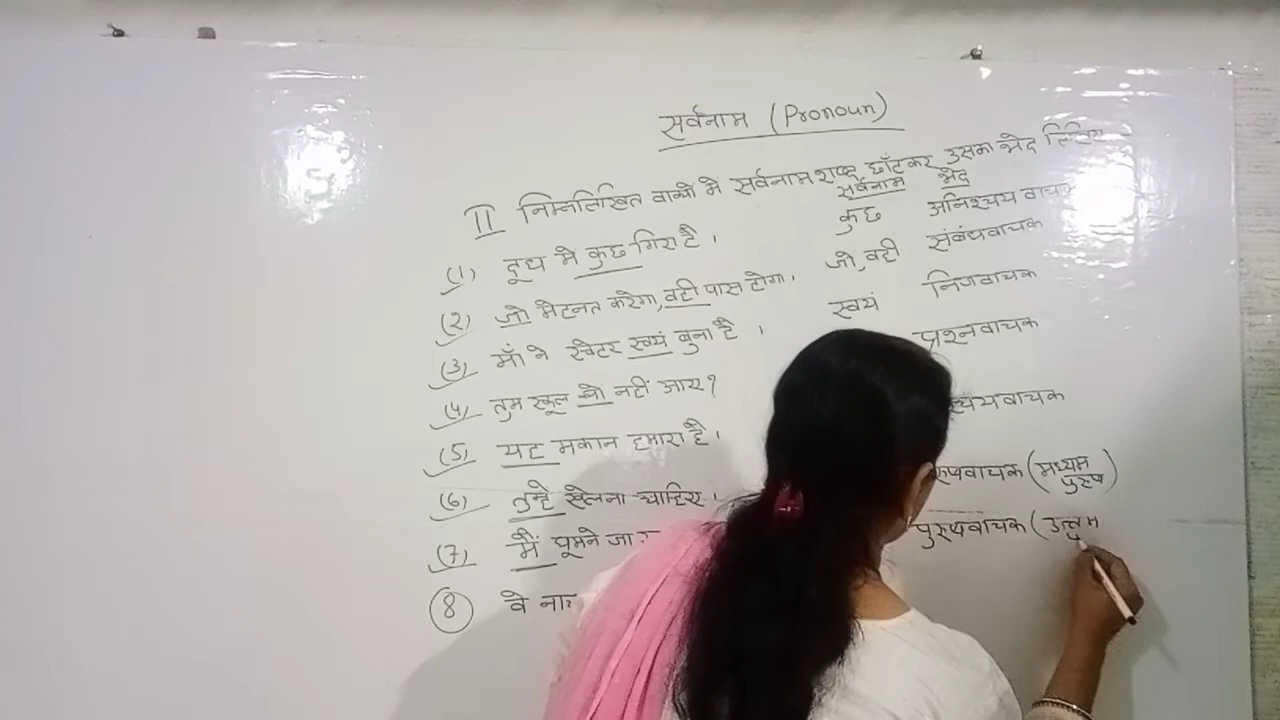 सर्वनाम (Pronoun)
II निम्नलिखित वाक्यों में सर्वनाम शब्द छाँटकर उसका भेद लिखिए
सर्वनाम भेद
(1) दूध में कुछ गिरा है । कुछ अनिश्चय वाचक
(2) जो मेहनत करेगा, वही पास होगा । जो, वही संबंधवाचक
(3) माँ ने स्वेटर स्वयं बुना है । स्वयं निजवाचक
(4) तुम स्कूल क्यो नहीं जाए ? प्रश्नवाचक
(5) यह मकान हमारा है । श्चयवाचक
(6) तुम्हे खेलना चाहिए । रुषवाचक (मध्यम
पुरुष)
(7) मैं घूमने जा पुरुषवाचक (उत्तम
8 वे